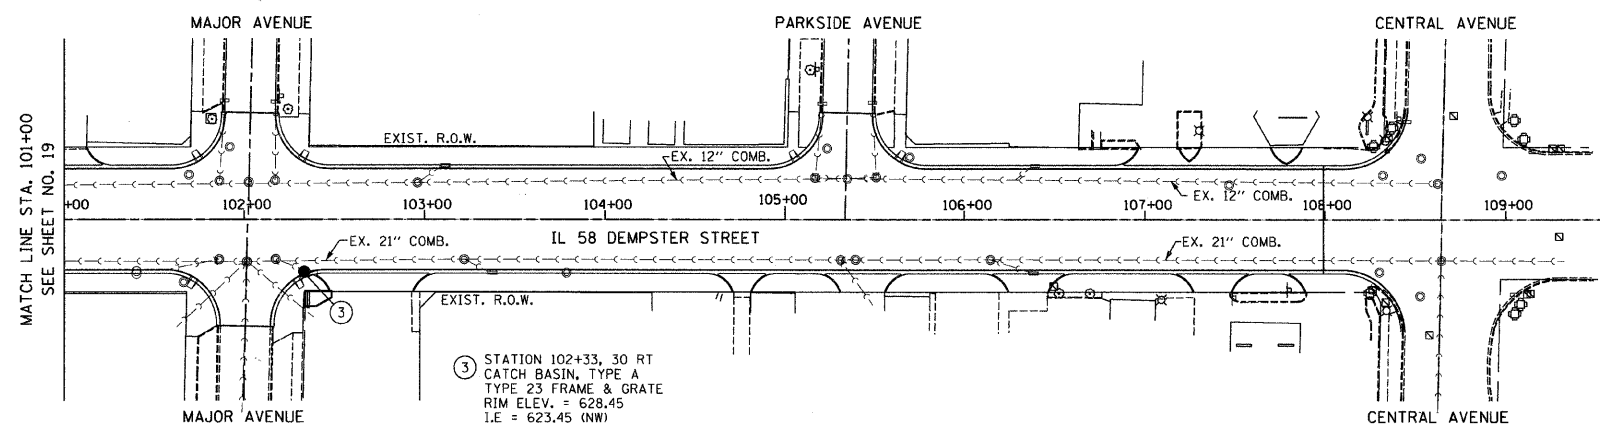 MAJOR AVENUE
PARKSIDE AVENUE
CENTRAL AVENUE
MATCH LINE STA. 101+00
SEE SHEET NO. 19
EXIST. R.O.W.
EX. 12" COMB.
EX. 12" COMB.
+00
102+00
103+00
104+00
105+00
106+00
107+00
108+00
109+00
EX. 21" COMB.
IL 58 DEMPSTER STREET
EX. 21" COMB.
EXIST. R.O.W.
3
3
STATION 102+33, 30 RT
CATCH BASIN, TYPE A
TYPE 23 FRAME & GRATE
RIM ELEV. = 628.45
I.E = 623.45 (NW)
MAJOR AVENUE
CENTRAL AVENUE